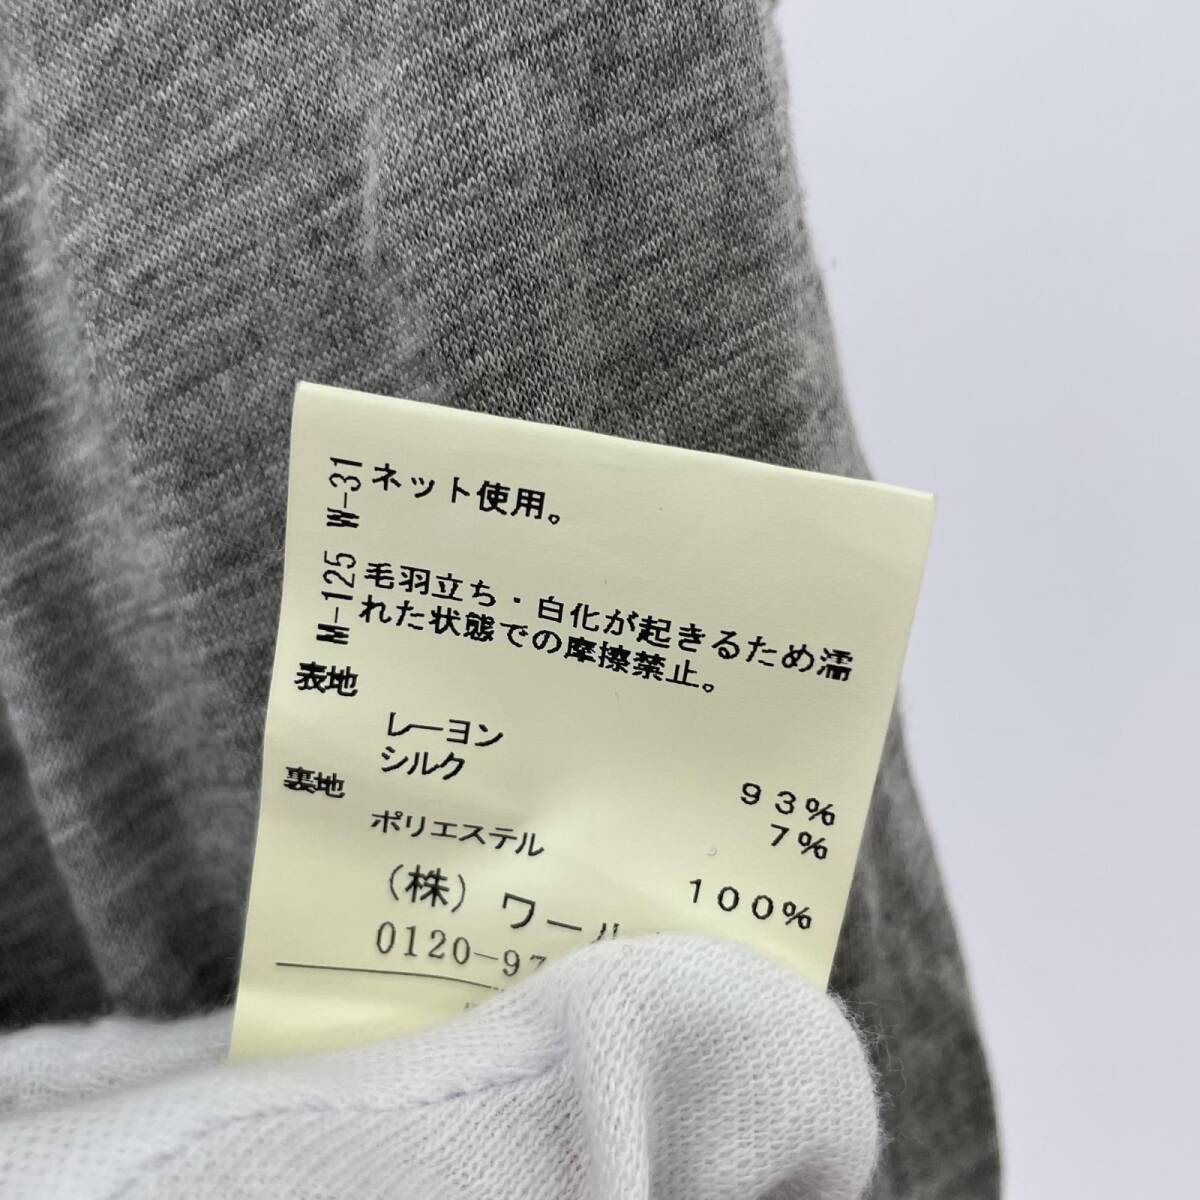 ネット使用。
毛羽立ち・白化が起きるため濡
れた状態での摩擦禁止。
M-125 W-31
表地
レーヨン 93%
シルク 7%
裏地
ポリエステル 100%
(株) ワール
0120-97